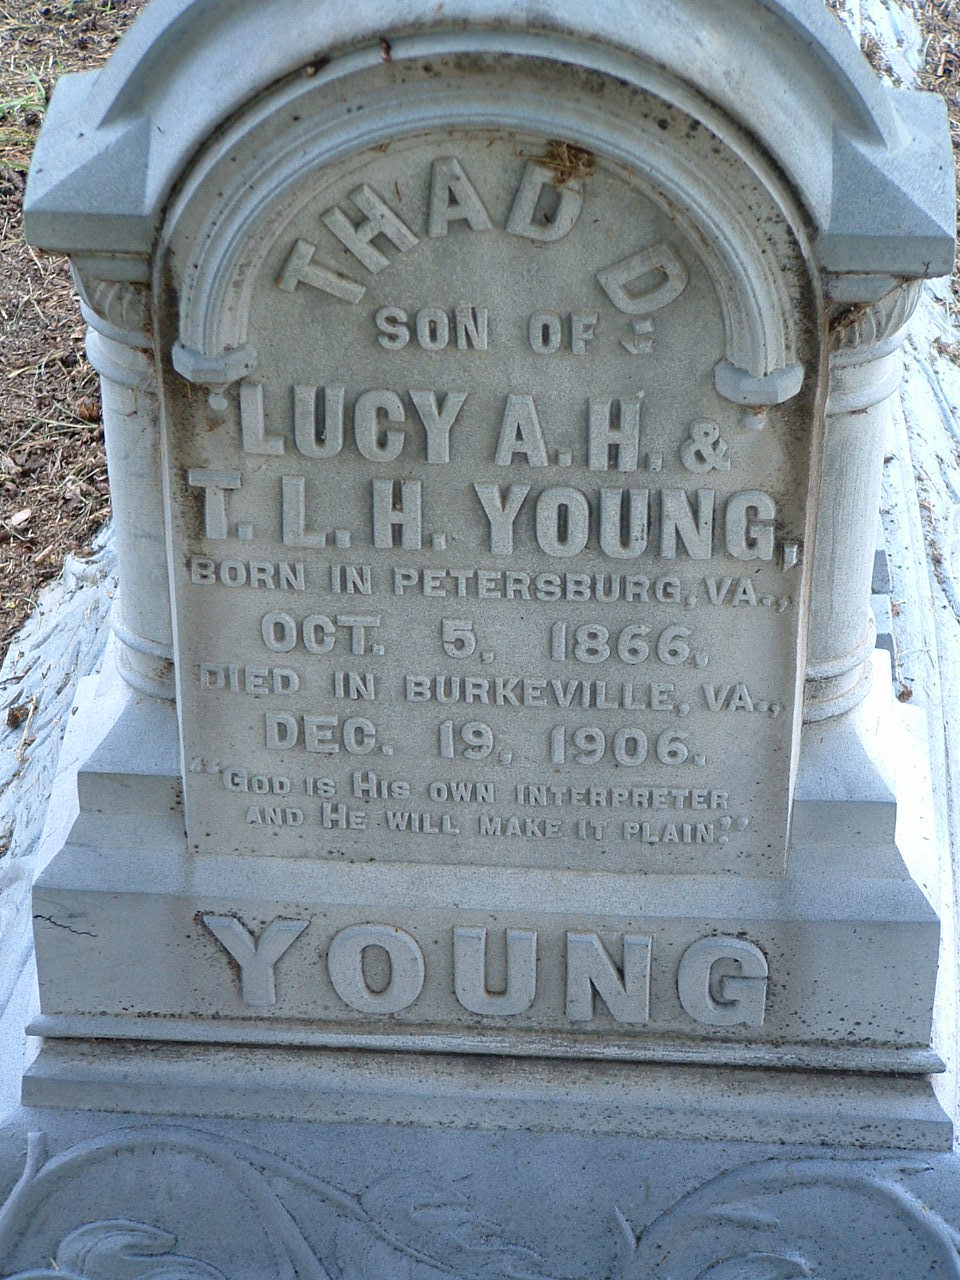 THAD D.
SON OF
LUCY A. H. &
T. L. H. YOUNG,
BORN IN PETERSBURG, VA.,
OCT. 5, 1866.
DIED IN BURKEVILLE, VA.,
DEC. 19, 1906.
"GOD IS HIS OWN INTERPRETER
AND HE WILL MAKE IT PLAIN."
YOUNG